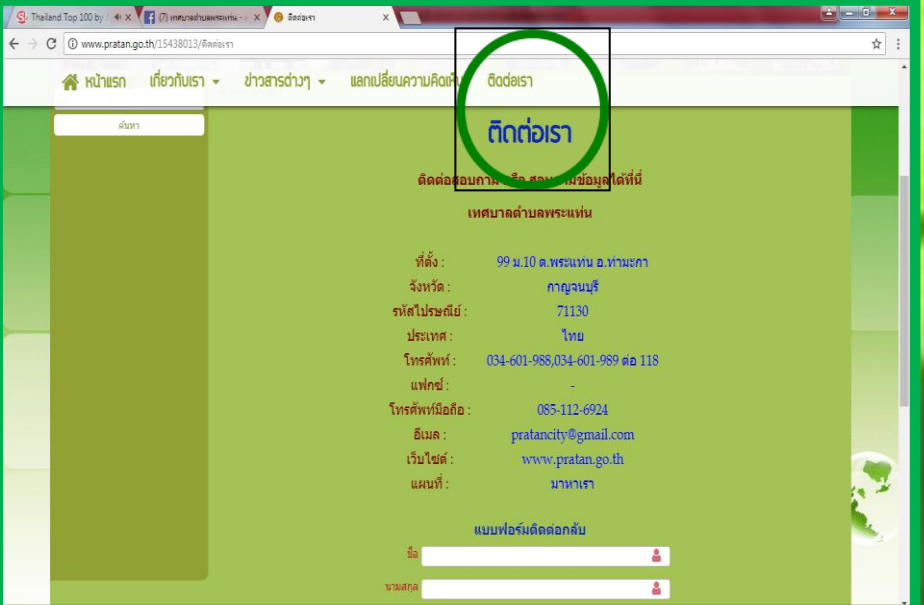 Thailand Top 100 by
(7) เทศบาลตำบลพระแท่น -
ติดต่อเรา
www.pratan.go.th/15438013/ติดต่อเรา
หน้าแรก เกี่ยวกับเรา ข่าวสารต่างๆ แลกเปลี่ยนความคิดเห็น ติดต่อเรา
ค้นหา
ติดต่อเรา
ติดต่อสอบถาม หรือ สอบถามข้อมูลได้ที่นี่
เทศบาลตำบลพระแท่น
ที่ตั้ง : 99 ม.10 ต.พระแท่น อ.ท่ามะกา
จังหวัด : กาญจนบุรี
รหัสไปรษณีย์ : 71130
ประเทศ : ไทย
โทรศัพท์ : 034-601-988,034-601-989 ต่อ 118
แฟกซ์ : -
โทรศัพท์มือถือ : 085-112-6924
อีเมล : pratancity@gmail.com
เว็บไซต์ : www.pratan.go.th
แผนที่ : มาหาเรา
แบบฟอร์มติดต่อกลับ
ชื่อ
นามสกุล